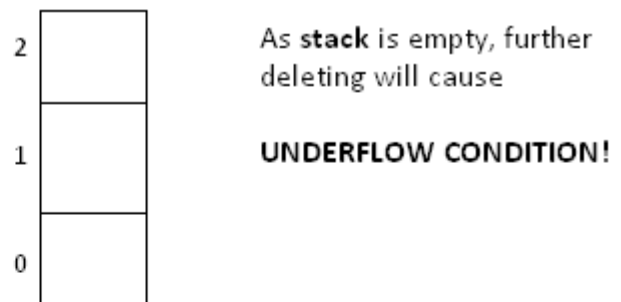 2
As stack is empty, further
deleting will cause
1
UNDERFLOW CONDITION!
0